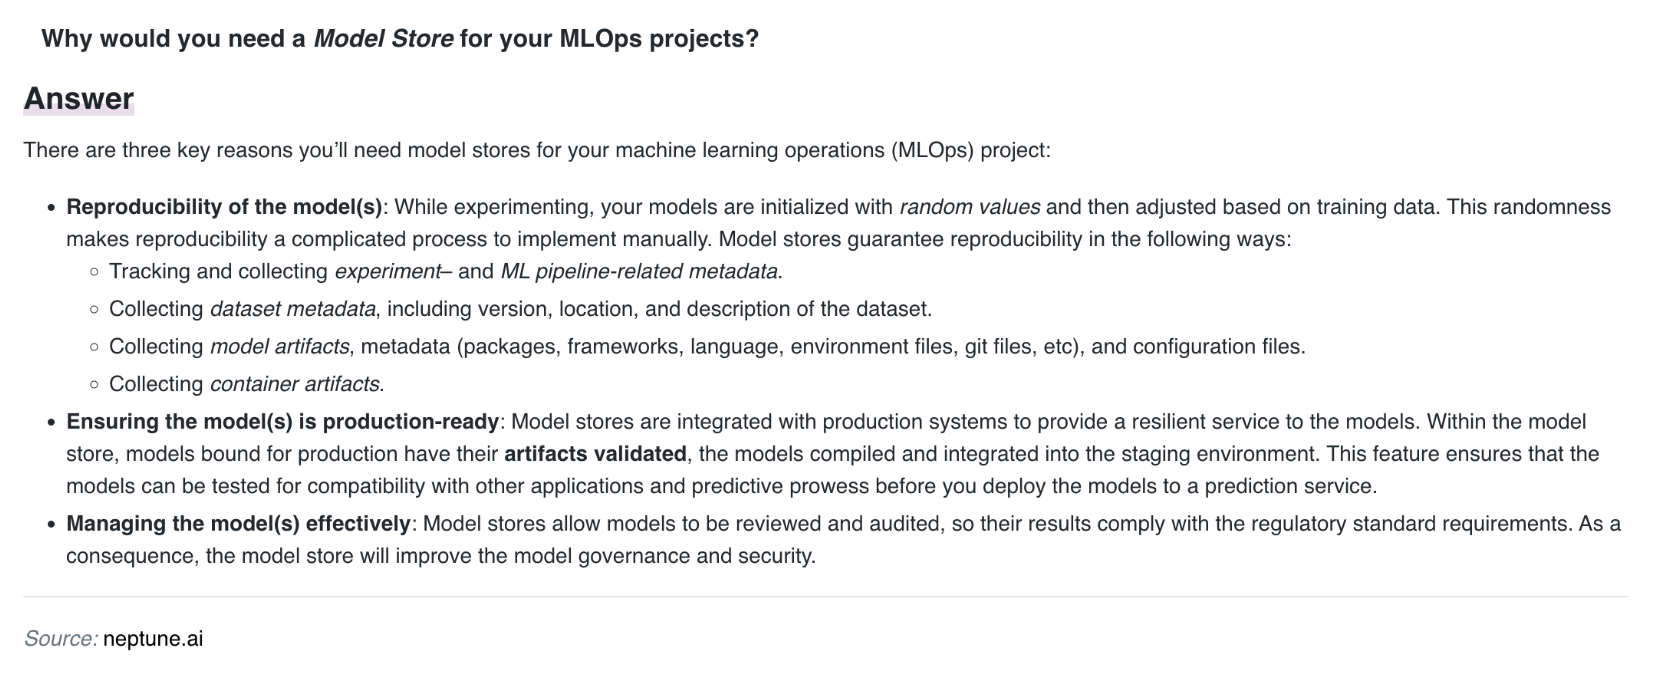 Why would you need a Model Store for your MLOps projects?
Answer
There are three key reasons you’ll need model stores for your machine learning operations (MLOps) project:
• Reproducibility of the model(s): While experimenting, your models are initialized with random values and then adjusted based on training data. This randomness
makes reproducibility a complicated process to implement manually. Model stores guarantee reproducibility in the following ways:
◦ Tracking and collecting experiment– and ML pipeline-related metadata.
◦ Collecting dataset metadata, including version, location, and description of the dataset.
◦ Collecting model artifacts, metadata (packages, frameworks, language, environment files, git files, etc), and configuration files.
◦ Collecting container artifacts.
• Ensuring the model(s) is production-ready: Model stores are integrated with production systems to provide a resilient service to the models. Within the model
store, models bound for production have their artifacts validated, the models compiled and integrated into the staging environment. This feature ensures that the
models can be tested for compatibility with other applications and predictive prowess before you deploy the models to a prediction service.
• Managing the model(s) effectively: Model stores allow models to be reviewed and audited, so their results comply with the regulatory standard requirements. As a
consequence, the model store will improve the model governance and security.
Source: neptune.ai